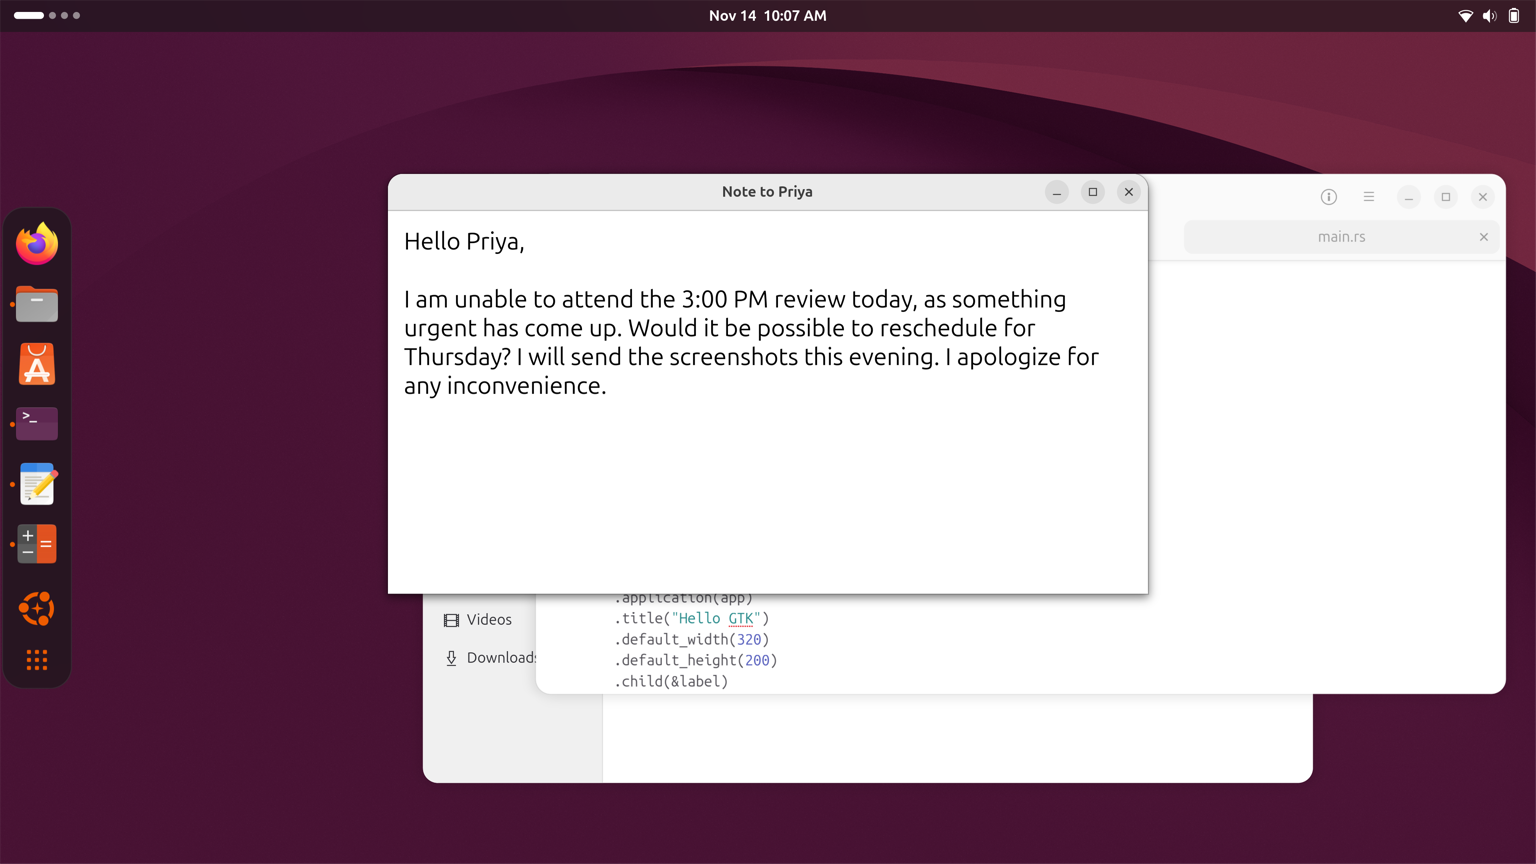 Nov 14 10:07 AM
Note to Priya
Hello Priya,
I am unable to attend the 3:00 PM review today, as something
urgent has come up. Would it be possible to reschedule for
Thursday? I will send the screenshots this evening. I apologize for
any inconvenience.
main.rs
.application(app)
.title("Hello GTK")
.default_width(320)
.default_height(200)
.child(&label)
Videos
Downloads